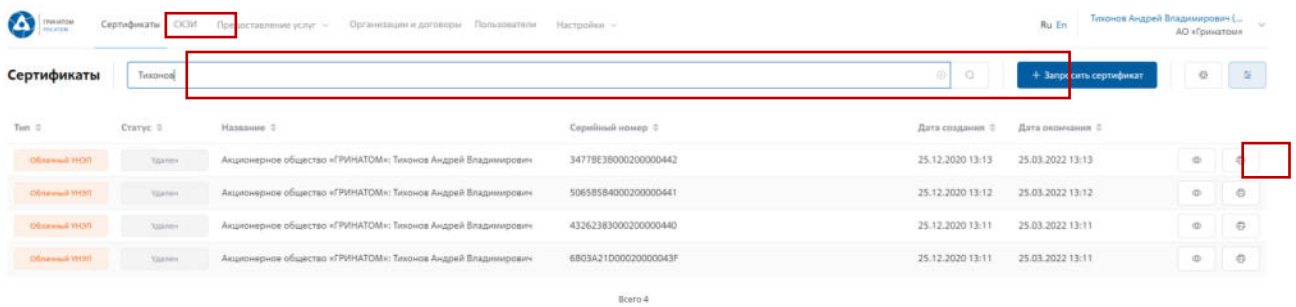 ГРИНАТОМ
РОСАТОМ
Сертификаты СКЗИ Предоставление услуг Организации и договоры Пользователи Настройки
Ru En
Тихонов Андрей Владимирович (...
АО «Гринатом»
Сертификаты Тихонов + Запросить сертификат
Тип Статус Название Серийный номер Дата создания Дата окончания
Облачный УНЭП Удален Акционерное общество «ГРИНАТОМ»: Тихонов Андрей Владимирович 3477BE3B000200000442 25.12.2020 13:13 25.03.2022 13:13
Облачный УНЭП Удален Акционерное общество «ГРИНАТОМ»: Тихонов Андрей Владимирович 5065B5B4000200000441 25.12.2020 13:12 25.03.2022 13:12
Облачный УНЭП Удален Акционерное общество «ГРИНАТОМ»: Тихонов Андрей Владимирович 43262383000200000440 25.12.2020 13:11 25.03.2022 13:11
Облачный УНЭП Удален Акционерное общество «ГРИНАТОМ»: Тихонов Андрей Владимирович 6B03A21D00020000043F 25.12.2020 13:11 25.03.2022 13:11
Всего 4